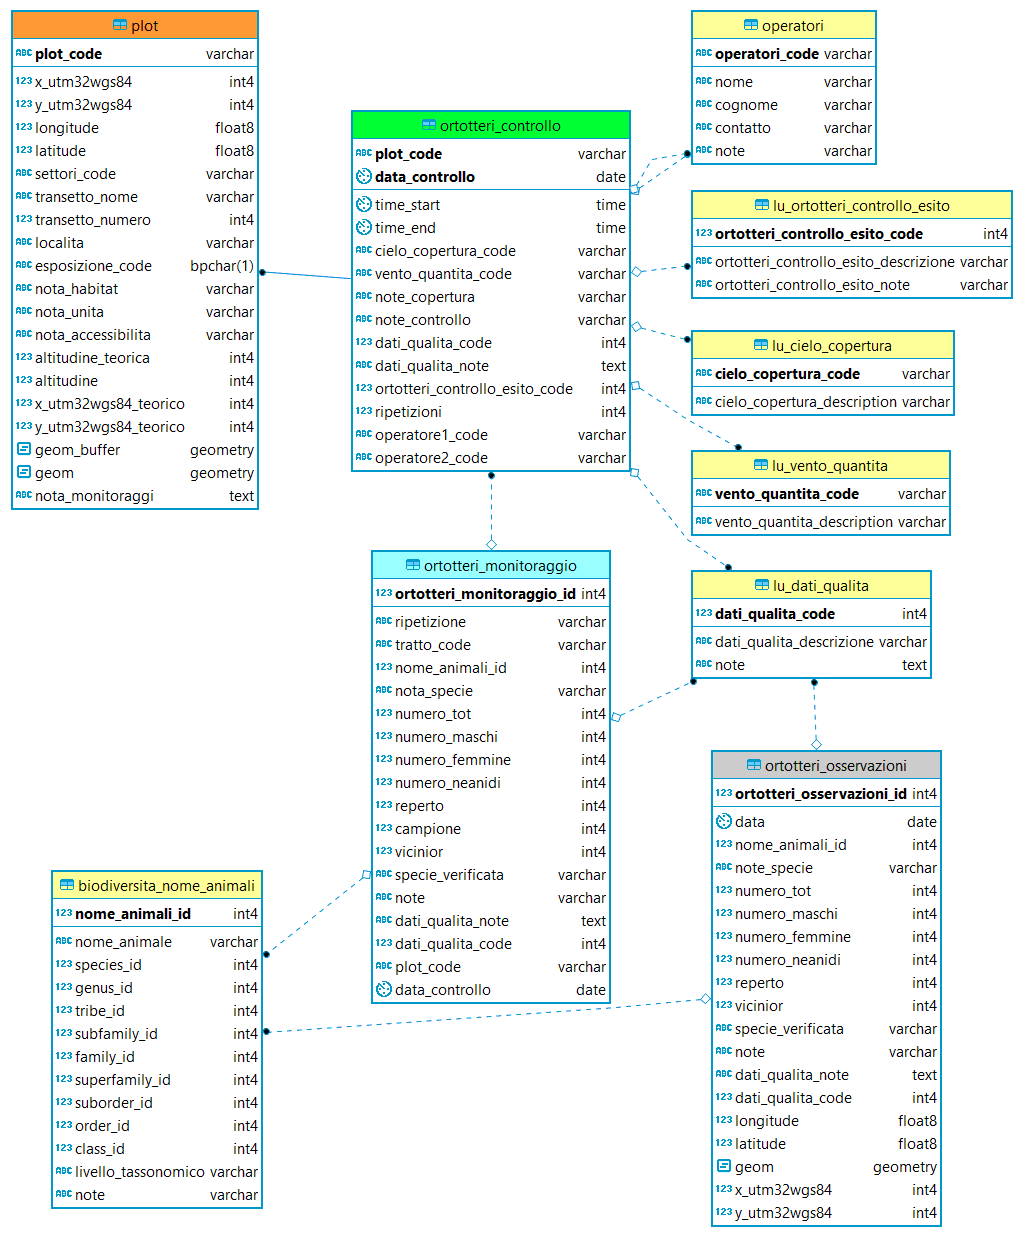 plot
plot_code varchar
x_utm32wgs84 int4
y_utm32wgs84 int4
longitude float8
latitude float8
settori_code varchar
transetto_nome varchar
transetto_numero int4
localita varchar
esposizione_code bpchar(1)
nota_habitat varchar
nota_unita varchar
nota_accessibilita varchar
altitudine_teorica int4
altitudine int4
x_utm32wgs84_teorico int4
y_utm32wgs84_teorico int4
geom_buffer geometry
geom geometry
nota_monitoraggi text
ortotteri_controllo
plot_code varchar
data_controllo date
time_start time
time_end time
cielo_copertura_code varchar
vento_quantita_code varchar
note_copertura varchar
note_controllo varchar
dati_qualita_code int4
dati_qualita_note text
ortotteri_controllo_esito_code int4
ripetizioni int4
operatore1_code varchar
operatore2_code varchar
operatori
operatori_code varchar
nome varchar
cognome varchar
contatto varchar
note varchar
lu_ortotteri_controllo_esito
ortotteri_controllo_esito_code int4
ortotteri_controllo_esito_descrizione varchar
ortotteri_controllo_esito_note varchar
lu_cielo_copertura
cielo_copertura_code varchar
cielo_copertura_description varchar
lu_vento_quantita
vento_quantita_code varchar
vento_quantita_description varchar
lu_dati_qualita
dati_qualita_code int4
dati_qualita_descrizione varchar
note text
ortotteri_monitoraggio
ortotteri_monitoraggio_id int4
ripetizione varchar
tratto_code varchar
nome_animali_id int4
nota_specie varchar
numero_tot int4
numero_maschi int4
numero_femmine int4
numero_neanidi int4
reperto int4
campione int4
vicinior int4
specie_verificata varchar
note varchar
dati_qualita_note text
dati_qualita_code int4
plot_code varchar
data_controllo date
ortotteri_osservazioni
ortotteri_osservazioni_id int4
data date
nome_animali_id int4
note_specie varchar
numero_tot int4
numero_maschi int4
numero_femmine int4
numero_neanidi int4
reperto int4
vicinior int4
specie_verificata varchar
note varchar
dati_qualita_note text
dati_qualita_code int4
longitude float8
latitude float8
geom geometry
x_utm32wgs84 int4
y_utm32wgs84 int4
biodiversita_nome_animali
nome_animali_id int4
nome_animale varchar
species_id int4
genus_id int4
tribe_id int4
subfamily_id int4
family_id int4
superfamily_id int4
suborder_id int4
order_id int4
class_id int4
livello_tassonomico varchar
note varchar